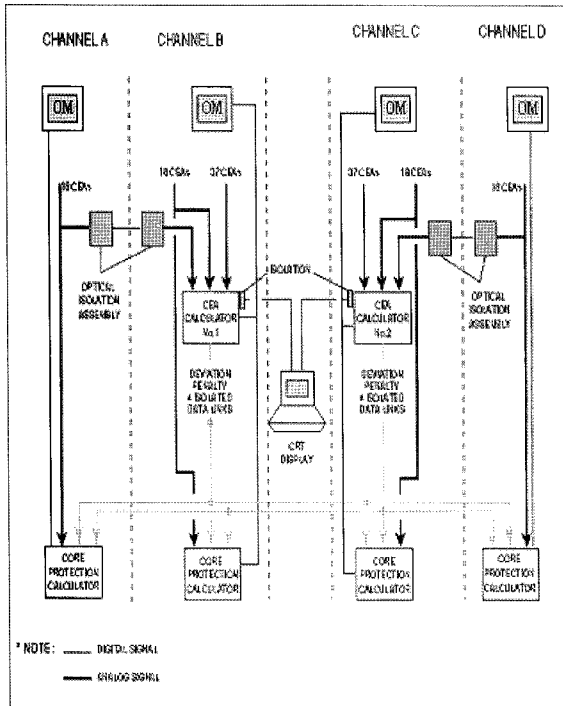 CHANNEL A
CHANNEL B
CHANNEL C
CHANNEL D
OM
OM
OM
OM
18CEAs
37CEAs
37CEAs
18CEAs
OPTICAL
ISOLATION
ASSEMBLY
ISOLATION
CEA
CALCULATOR
No.1
CEA
CALCULATOR
No.2
OPTICAL
ISOLATION
ASSEMBLY
DEVIATION
PENALTY
& ISOLATED
DATA LINKS
DEVIATION
PENALTY
& ISOLATED
DATA LINKS
CRT
DISPLAY
CORE
PROTECTION
CALCULATOR
CORE
PROTECTION
CALCULATOR
CORE
PROTECTION
CALCULATOR
CORE
PROTECTION
CALCULATOR
* NOTE: DIGITAL SIGNAL
ANALOG SIGNAL